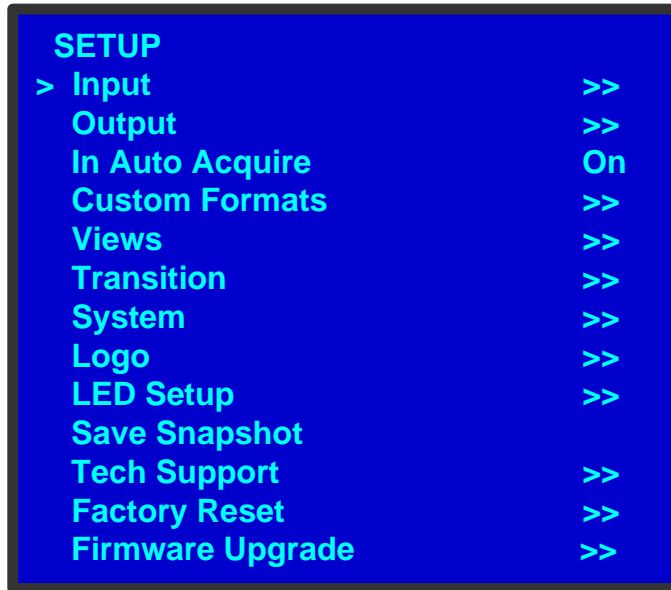 SETUP
> Input >>
Output >>
In Auto Acquire On
Custom Formats >>
Views >>
Transition >>
System >>
Logo >>
LED Setup >>
Save Snapshot
Tech Support >>
Factory Reset >>
Firmware Upgrade >>